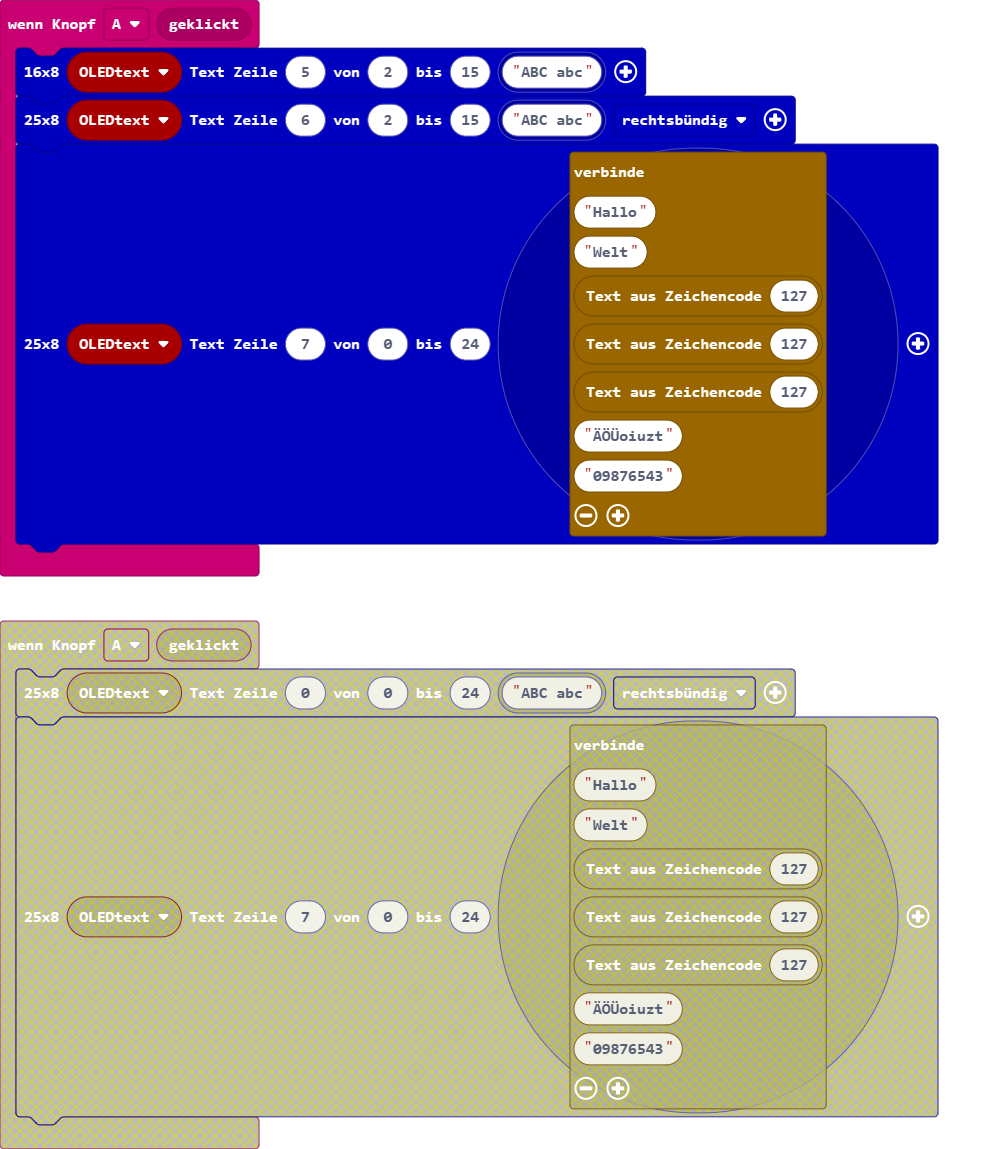 wenn Knopf A geklickt
16x8 OLEDtext Text Zeile 5 von 2 bis 15 "ABC abc"
25x8 OLEDtext Text Zeile 6 von 2 bis 15 "ABC abc" rechtsbündig
verbinde
"Hallo"
"Welt"
Text aus Zeichencode 127
25x8 OLEDtext Text Zeile 7 von 0 bis 24 Text aus Zeichencode 127
Text aus Zeichencode 127
"ÄÖÜoiuzt"
"09876543"
wenn Knopf A geklickt
25x8 OLEDtext Text Zeile 0 von 0 bis 24 "ABC abc" rechtsbündig
verbinde
"Hallo"
"Welt"
Text aus Zeichencode 127
25x8 OLEDtext Text Zeile 7 von 0 bis 24 Text aus Zeichencode 127
Text aus Zeichencode 127
"ÄÖÜoiuzt"
"09876543"